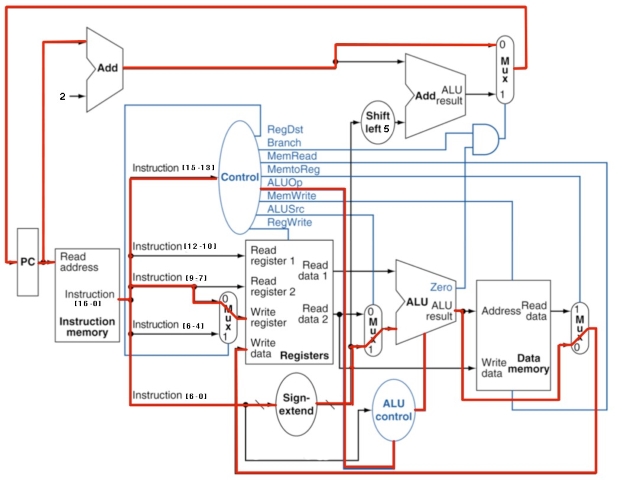 Add
2
Add ALU
result
0
M
u
x
1
Shift
left 5
RegDst
Branch
MemRead
MemtoReg
ALUOp
MemWrite
ALUSrc
RegWrite
Control
Instruction [15-13]
PC
Read
address
Instruction
[16-0]
Instruction
memory
Instruction [12-10]
Instruction [9-7]
Instruction [6-4]
Instruction [6-0]
0
M
u
x
1
Read
register 1
Read
register 2
Write
register
Write
data
Read
data 1
Read
data 2
Registers
0
M
u
x
1
Zero
ALU ALU
result
Address
Read
data
Write
data
Data
memory
1
M
u
x
0
Sign-
extend
ALU
control